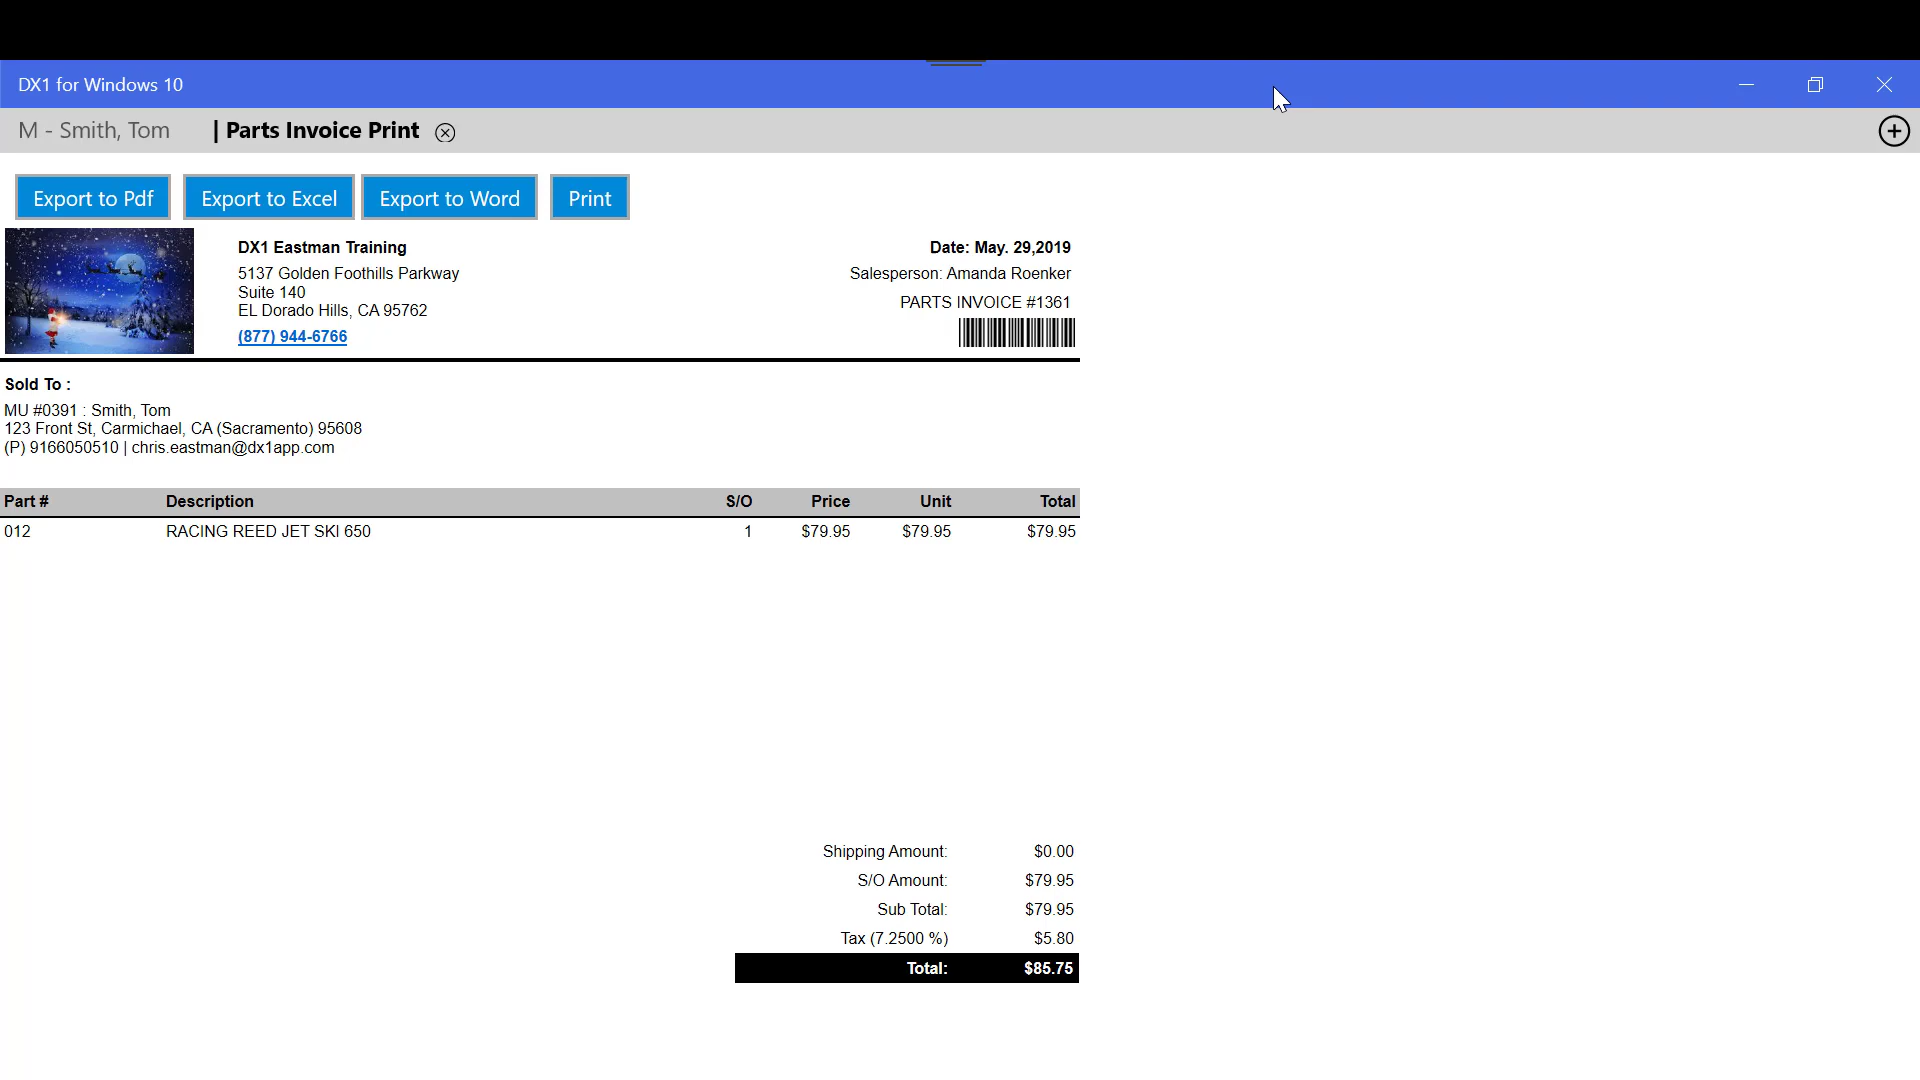 DX1 for Windows 10
M - Smith, Tom | Parts Invoice Print
Export to Pdf Export to Excel Export to Word Print
DX1 Eastman Training
5137 Golden Foothills Parkway
Suite 140
EL Dorado Hills, CA 95762
(877) 944-6766
Date: May. 29,2019
Salesperson: Amanda Roenker
PARTS INVOICE #1361
Sold To :
MU #0391 : Smith, Tom
123 Front St, Carmichael, CA (Sacramento) 95608
(P) 9166050510 | chris.eastman@dx1app.com
Part # Description S/O Price Unit Total
012 RACING REED JET SKI 650 1 $79.95 $79.95 $79.95
Shipping Amount: $0.00
S/O Amount: $79.95
Sub Total: $79.95
Tax (7.2500 %) $5.80
Total: $85.75